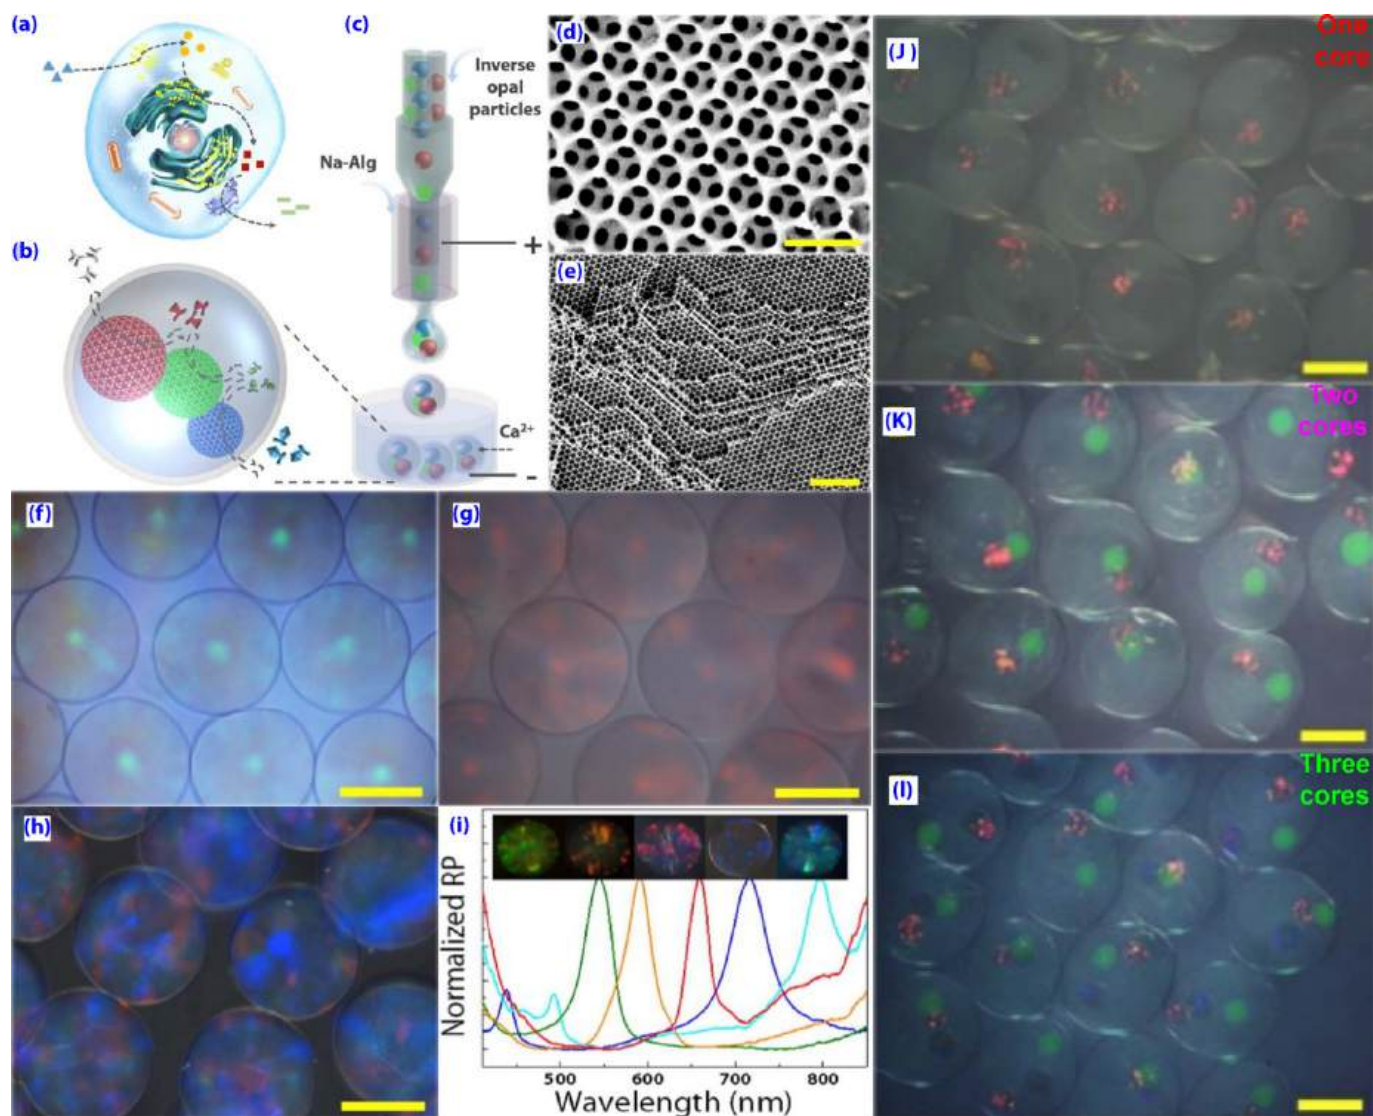 (a)
(c)
Inverse
opal
particles
Na-Alg
+
(b)
Ca²⁺
-
(d)
(e)
(J)
One
core
(K)
Two
cores
(l)
Three
cores
(f)
(g)
(h)
(i)
Normalized RP
500 600 700 800
Wavelength (nm)